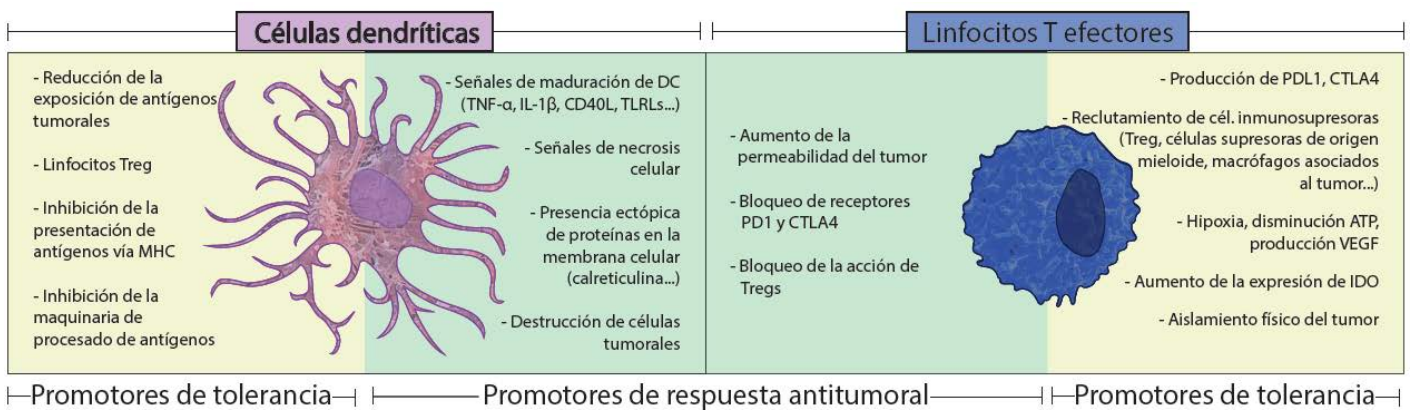 Células dendríticas
Linfocitos T efectores
- Reducción de la
exposición de antígenos
tumorales
- Linfocitos Treg
- Inhibición de la
presentación de
antígenos vía MHC
- Inhibición de la
maquinaria de
procesado de antígenos
- Señales de maduración de DC
(TNF-α, IL-1β, CD40L, TLRLs...)
- Señales de necrosis
celular
- Presencia ectópica
de proteínas en la
membrana celular
(calreticulina...)
- Destrucción de células
tumorales
- Aumento de la
permeabilidad del tumor
- Bloqueo de receptores
PD1 y CTLA4
- Bloqueo de la acción de
Tregs
- Producción de PDL1, CTLA4
- Reclutamiento de cél. inmunosupresoras
(Treg, células supresoras de origen
mieloide, macrófagos asociados
al tumor...)
- Hipoxia, disminución ATP,
producción VEGF
- Aumento de la expresión de IDO
- Aislamiento físico del tumor
Promotores de tolerancia
Promotores de respuesta antitumoral
Promotores de tolerancia